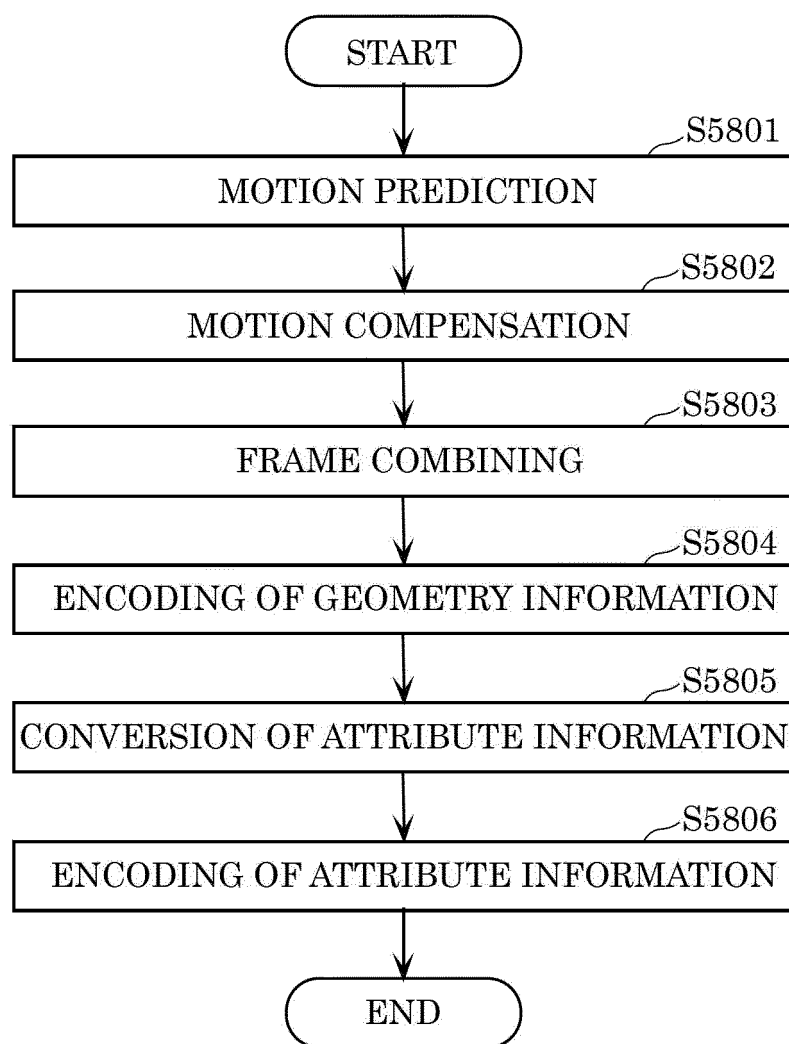 START
S5801
MOTION PREDICTION
S5802
MOTION COMPENSATION
S5803
FRAME COMBINING
S5804
ENCODING OF GEOMETRY INFORMATION
S5805
CONVERSION OF ATTRIBUTE INFORMATION
S5806
ENCODING OF ATTRIBUTE INFORMATION
END